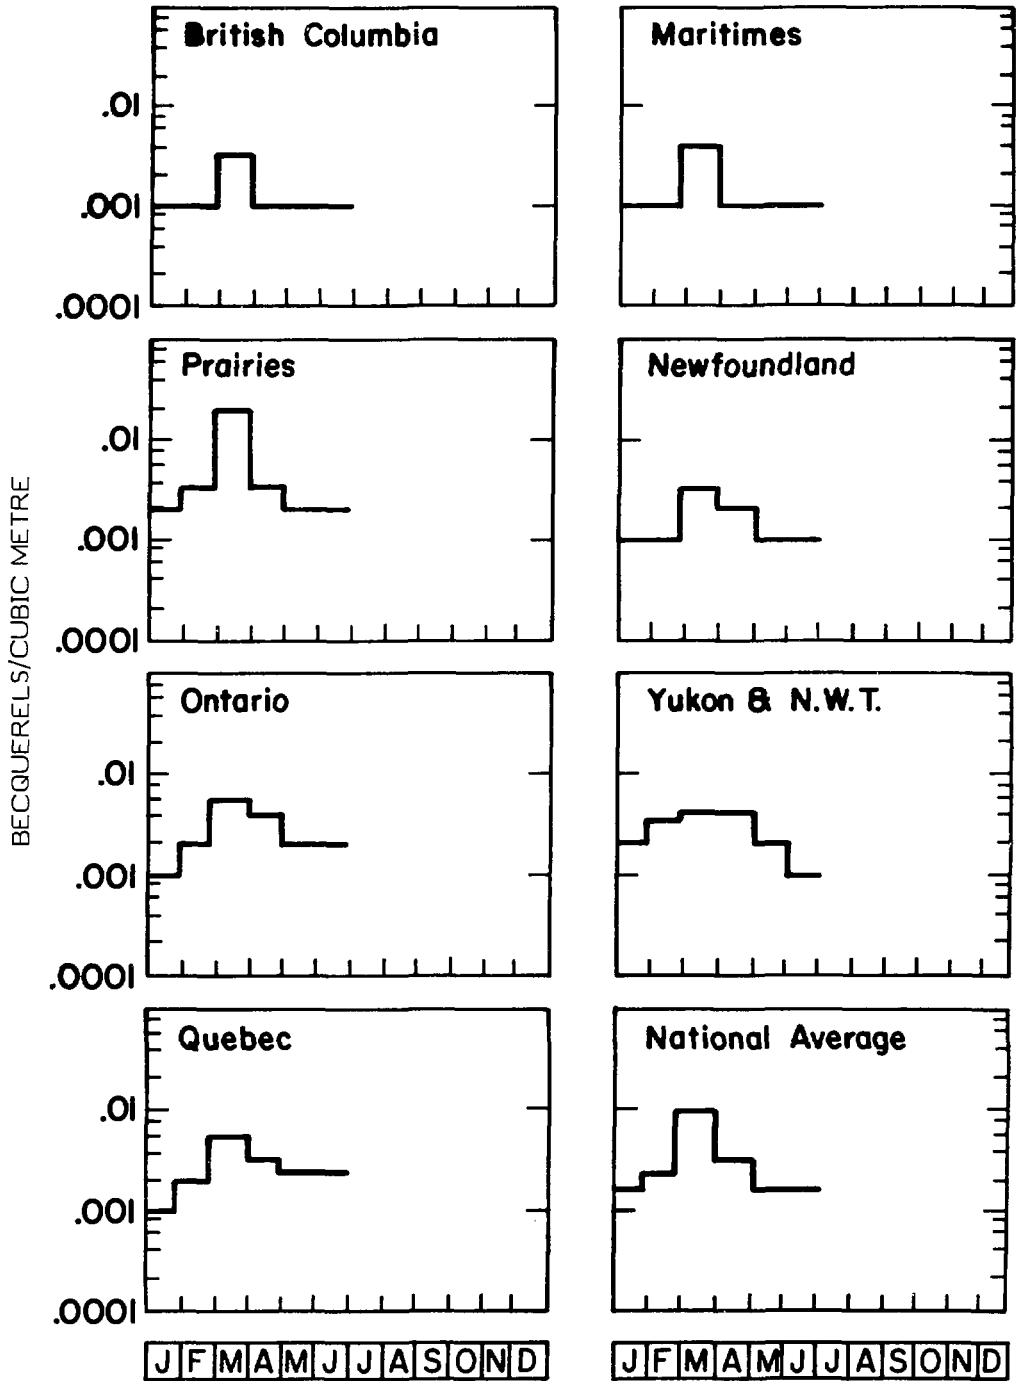 British Columbia
.01
.001
.0001
Maritimes
Prairies
.01
.001
.0001
Newfoundland
BECQUERELS/CUBIC METRE
Ontario
.01
.001
.0001
Yukon & N.W.T.
Quebec
.01
.001
.0001
National Average
J F M A M J J A S O N D
J F M A M J J A S O N D